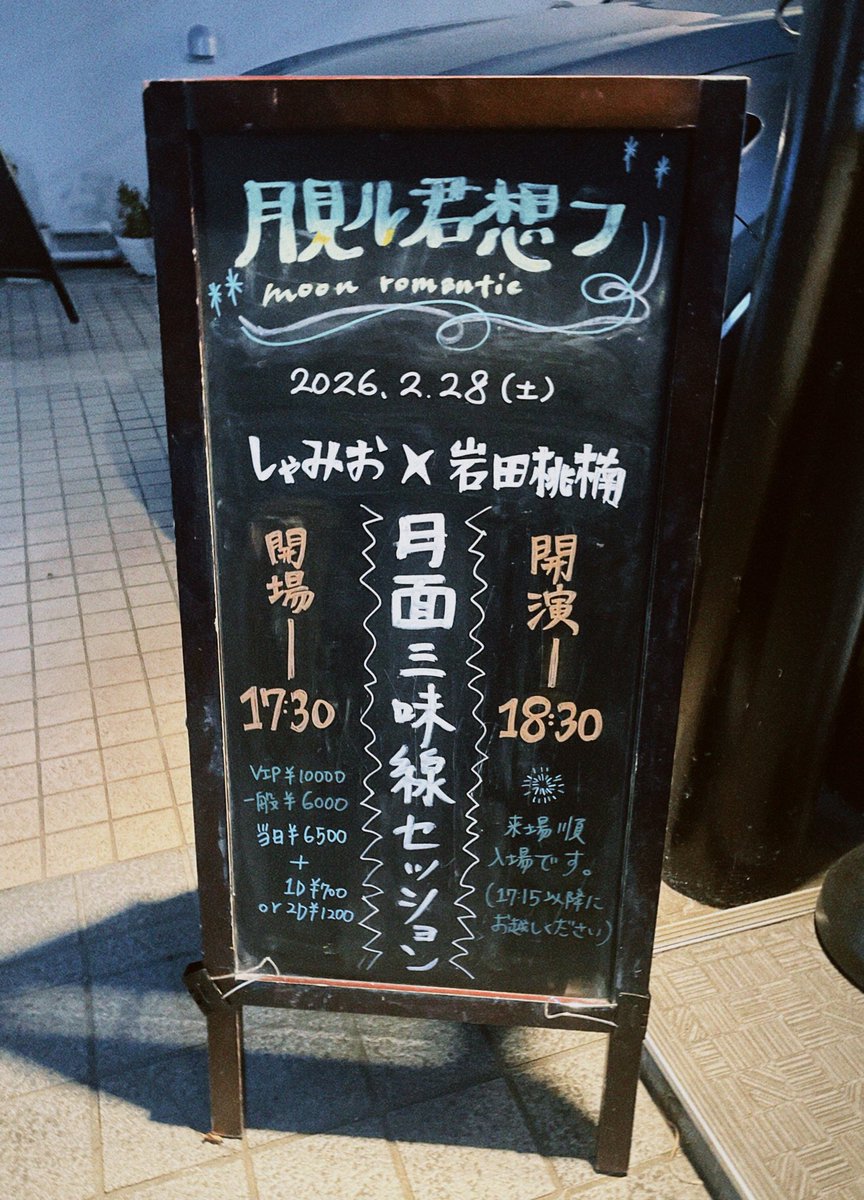 月見ル君想フ
moon romantic
2026.2.28(土)
しゃみお×岩田桃楠
開場ー
17:30
月面三味線セッション
開演ー
18:30
VIP¥10000
一般¥6000
当日¥6500
+
1D¥700
or 2D¥1200
来場順
入場です。
(17:15以降に
お越しください)